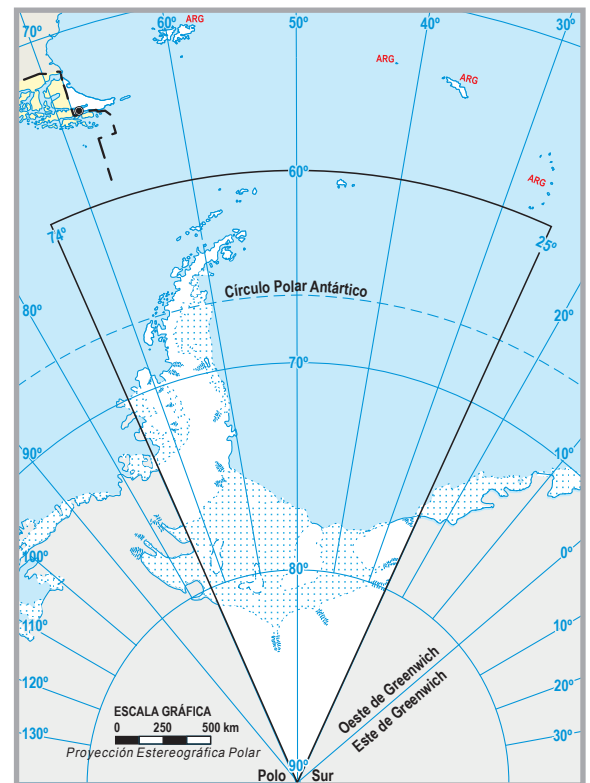 70º
60º
50º
40º
30º
ARG
ARG
ARG
ARG
60º
74º
25º
Círculo Polar Antártico
80º
20º
70º
90º
10º
100º
80º
0º
110º
10º
120º
20º
130º
30º
Oeste de Greenwich
Este de Greenwich
ESCALA GRÁFICA
0 250 500 km
Proyección Estereográfica Polar
90º
Polo Sur